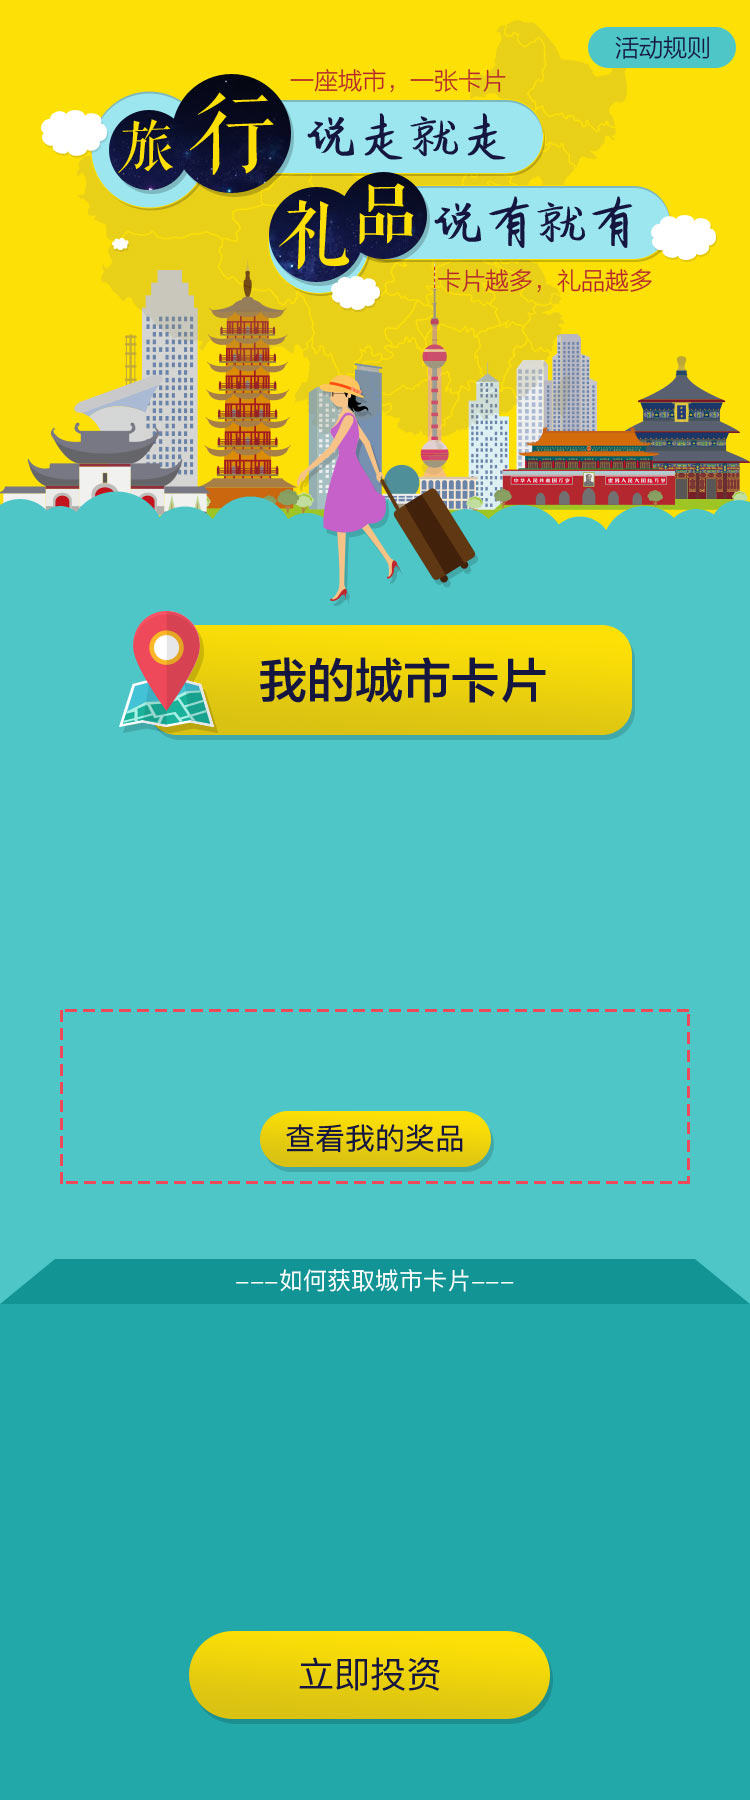 活动规则
一座城市，一张卡片
旅行说走就走
礼品说有就有
卡片越多，礼品越多
中华人民共和国万岁 世界人民大团结万岁
我的城市卡片
查看我的奖品
---如何获取城市卡片---
立即投资